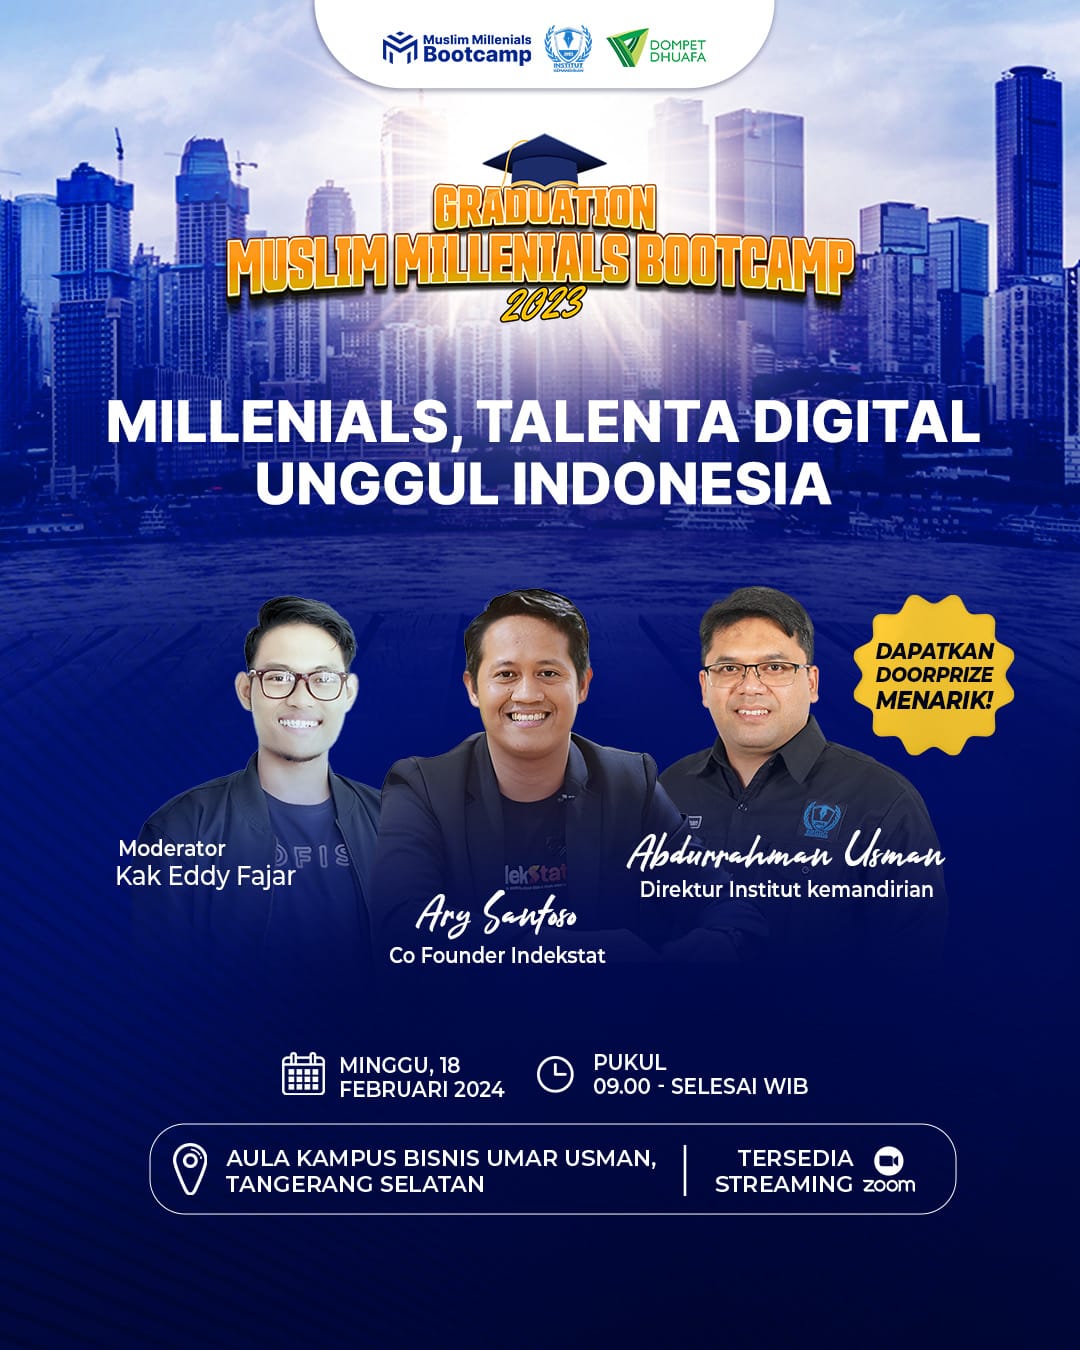 Muslim Millenials
Bootcamp
INSTITUT
KEMANDIRIAN
DOMPET
DHUAFA
GRADUATION
MUSLIM MILLENIALS BOOTCAMP
2023
MILLENIALS, TALENTA DIGITAL
UNGGUL INDONESIA
DAPATKAN
DOORPRIZE
MENARIK!
Moderator
Kak Eddy Fajar
Ary Santoso
Co Founder Indekstat
Abdurrahman Usman
Direktur Institut kemandirian
MINGGU, 18
FEBRUARI 2024
PUKUL
09.00 - SELESAI WIB
AULA KAMPUS BISNIS UMAR USMAN,
TANGERANG SELATAN
TERSEDIA
STREAMING zoom